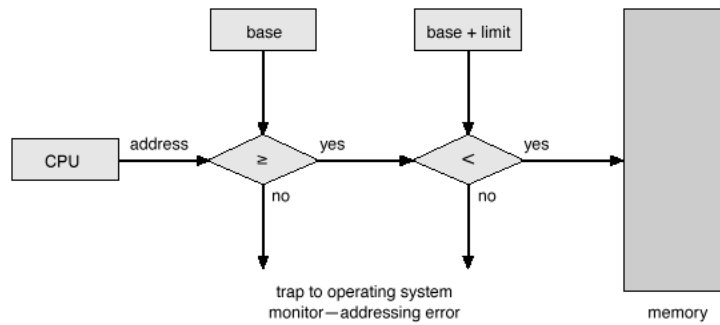 base
base + limit
CPU
address
≥
yes
<
yes
no
no
trap to operating system
monitor—addressing error
memory